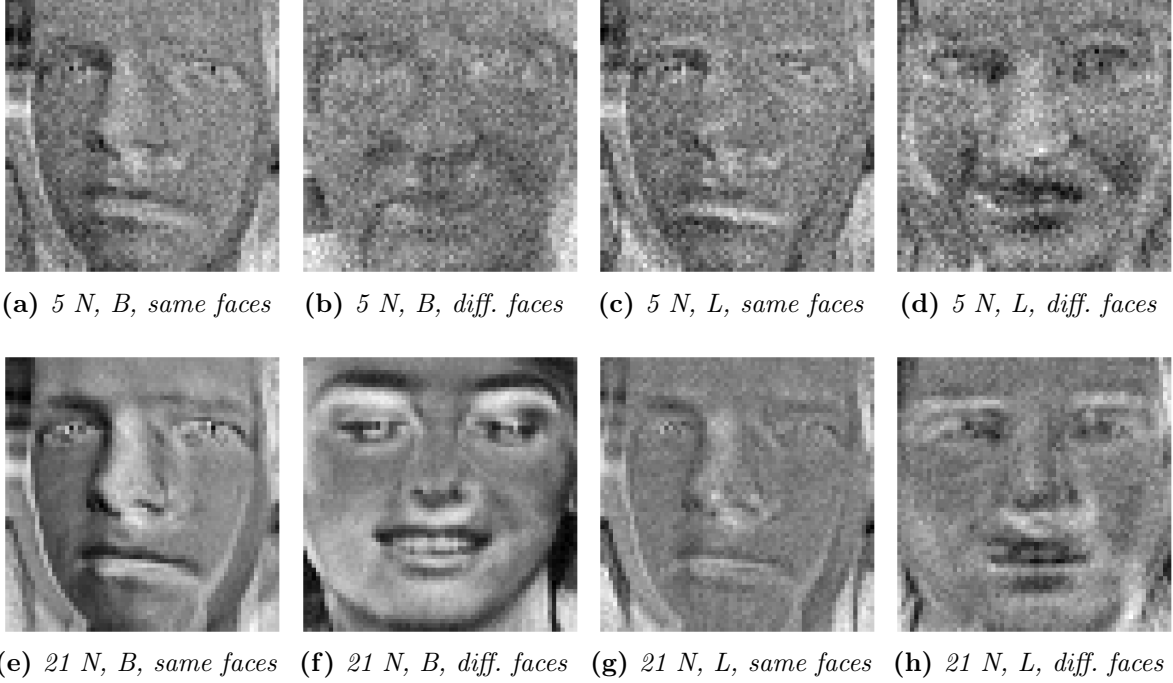 (a) 5 N, B, same faces
(b) 5 N, B, diff. faces
(c) 5 N, L, same faces
(d) 5 N, L, diff. faces
(e) 21 N, B, same faces
(f) 21 N, B, diff. faces
(g) 21 N, L, same faces
(h) 21 N, L, diff. faces